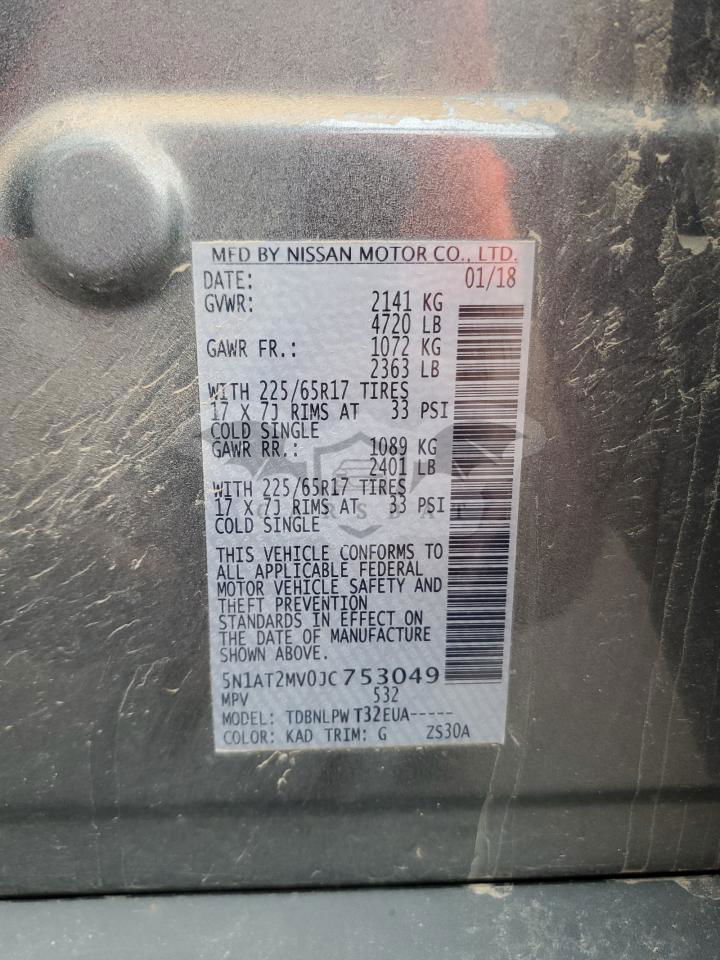 MFD BY NISSAN MOTOR CO., LTD.
DATE: 01/18
GVWR: 2141 KG
4720 LB
GAWR FR.: 1072 KG
2363 LB
WITH 225/65R17 TIRES
17 X 7J RIMS AT 33 PSI
COLD SINGLE
GAWR RR.: 1089 KG
2401 LB
WITH 225/65R17 TIRES
17 X 7J RIMS AT 33 PSI
COLD SINGLE
THIS VEHICLE CONFORMS TO
ALL APPLICABLE FEDERAL
MOTOR VEHICLE SAFETY AND
THEFT PREVENTION
STANDARDS IN EFFECT ON
THE DATE OF MANUFACTURE
SHOWN ABOVE.
5N1AT2MV0JC753049
MPV 532
MODEL: TDBNLPW T32EUA-----
COLOR: KAD TRIM: G ZS30A